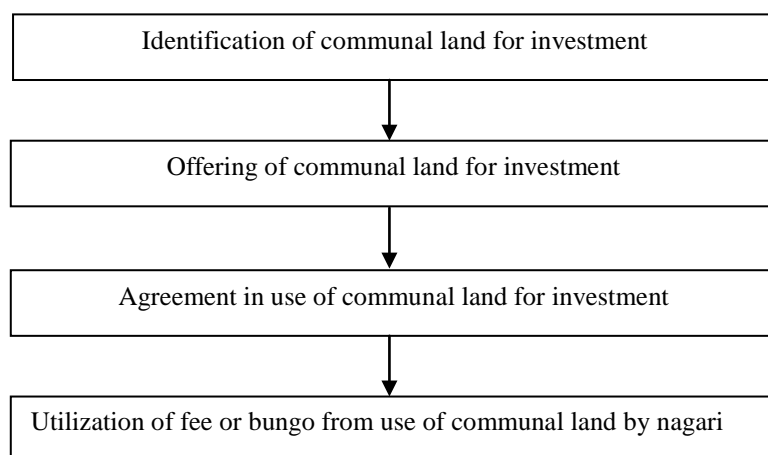 Identification of communal land for investment
Offering of communal land for investment
Agreement in use of communal land for investment
Utilization of fee or bungo from use of communal land by nagari